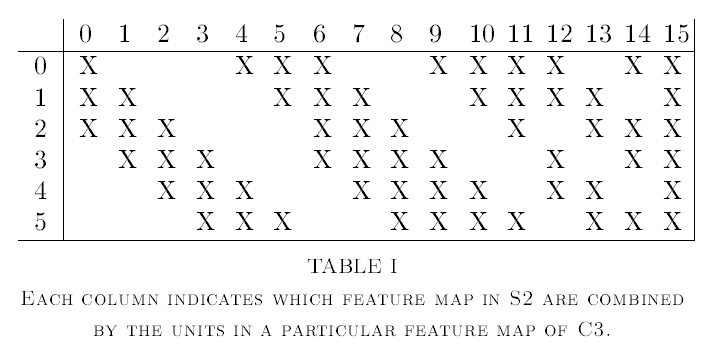 0 1 2 3 4 5 6 7 8 9 10 11 12 13 14 15
0 X X X X X X X X X X
1 X X X X X X X X X X
2 X X X X X X X X X X
3 X X X X X X X X X X
4 X X X X X X X X X X
5 X X X X X X X X X X
TABLE I
EACH COLUMN INDICATES WHICH FEATURE MAP IN S2 ARE COMBINED
BY THE UNITS IN A PARTICULAR FEATURE MAP OF C3.